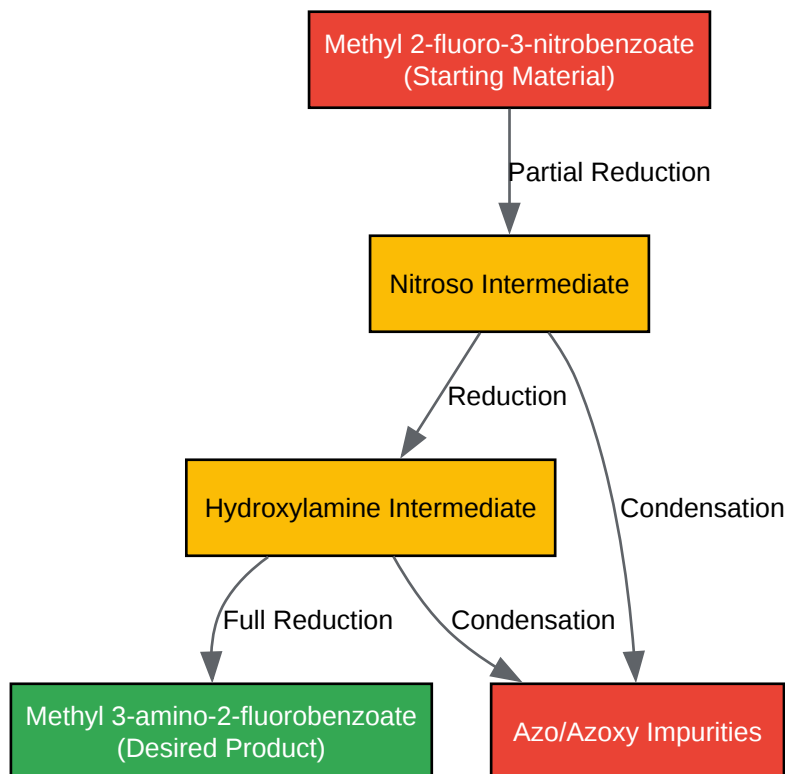 Methyl 2-fluoro-3-nitrobenzoate
(Starting Material)
Partial Reduction
Nitroso Intermediate
Reduction
Hydroxylamine Intermediate
Condensation
Full Reduction
Condensation
Methyl 3-amino-2-fluorobenzoate
(Desired Product)
Azo/Azoxy Impurities